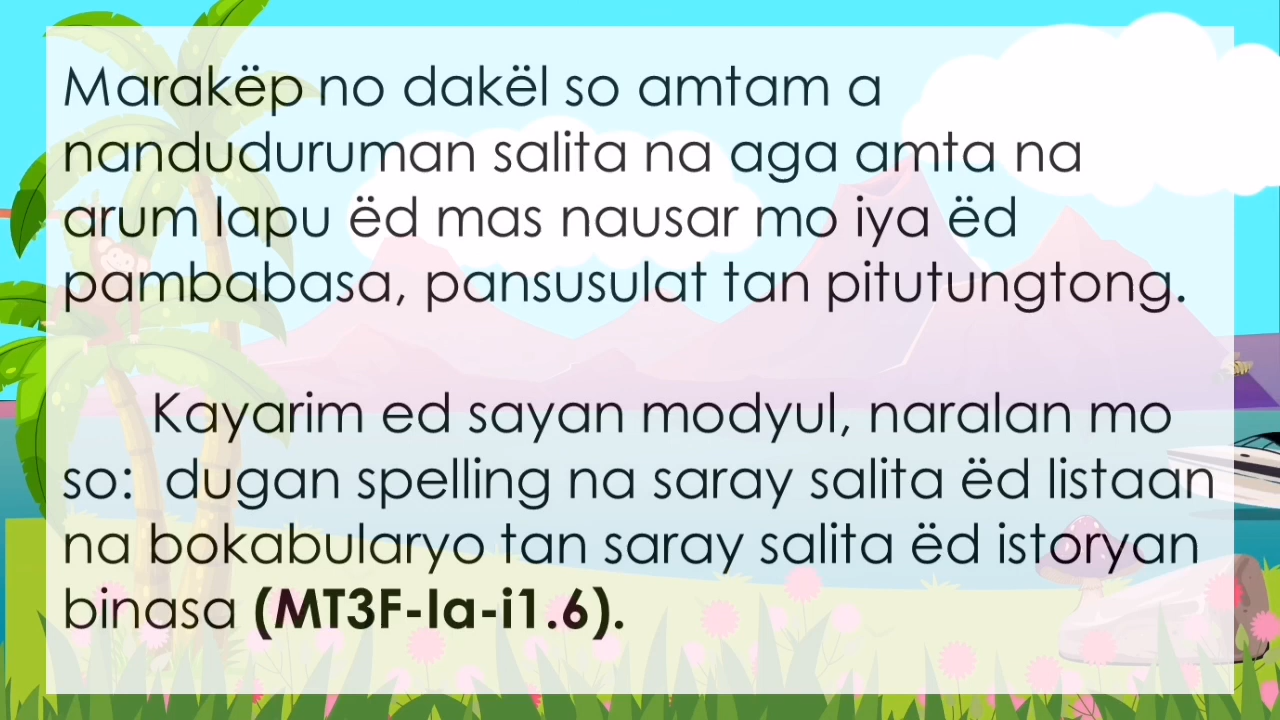 Marakëp no dakël so amtam a
nanduduruman salita na aga amta na
arum lapu ëd mas nausar mo iya ëd
pambabasa, pansusulat tan pitutungtong.
Kayarim ed sayan modyul, naralan mo
so: dugan spelling na saray salita ëd listaan
na bokabularyo tan saray salita ëd istoryan
binasa (MT3F-Ia-i1.6).